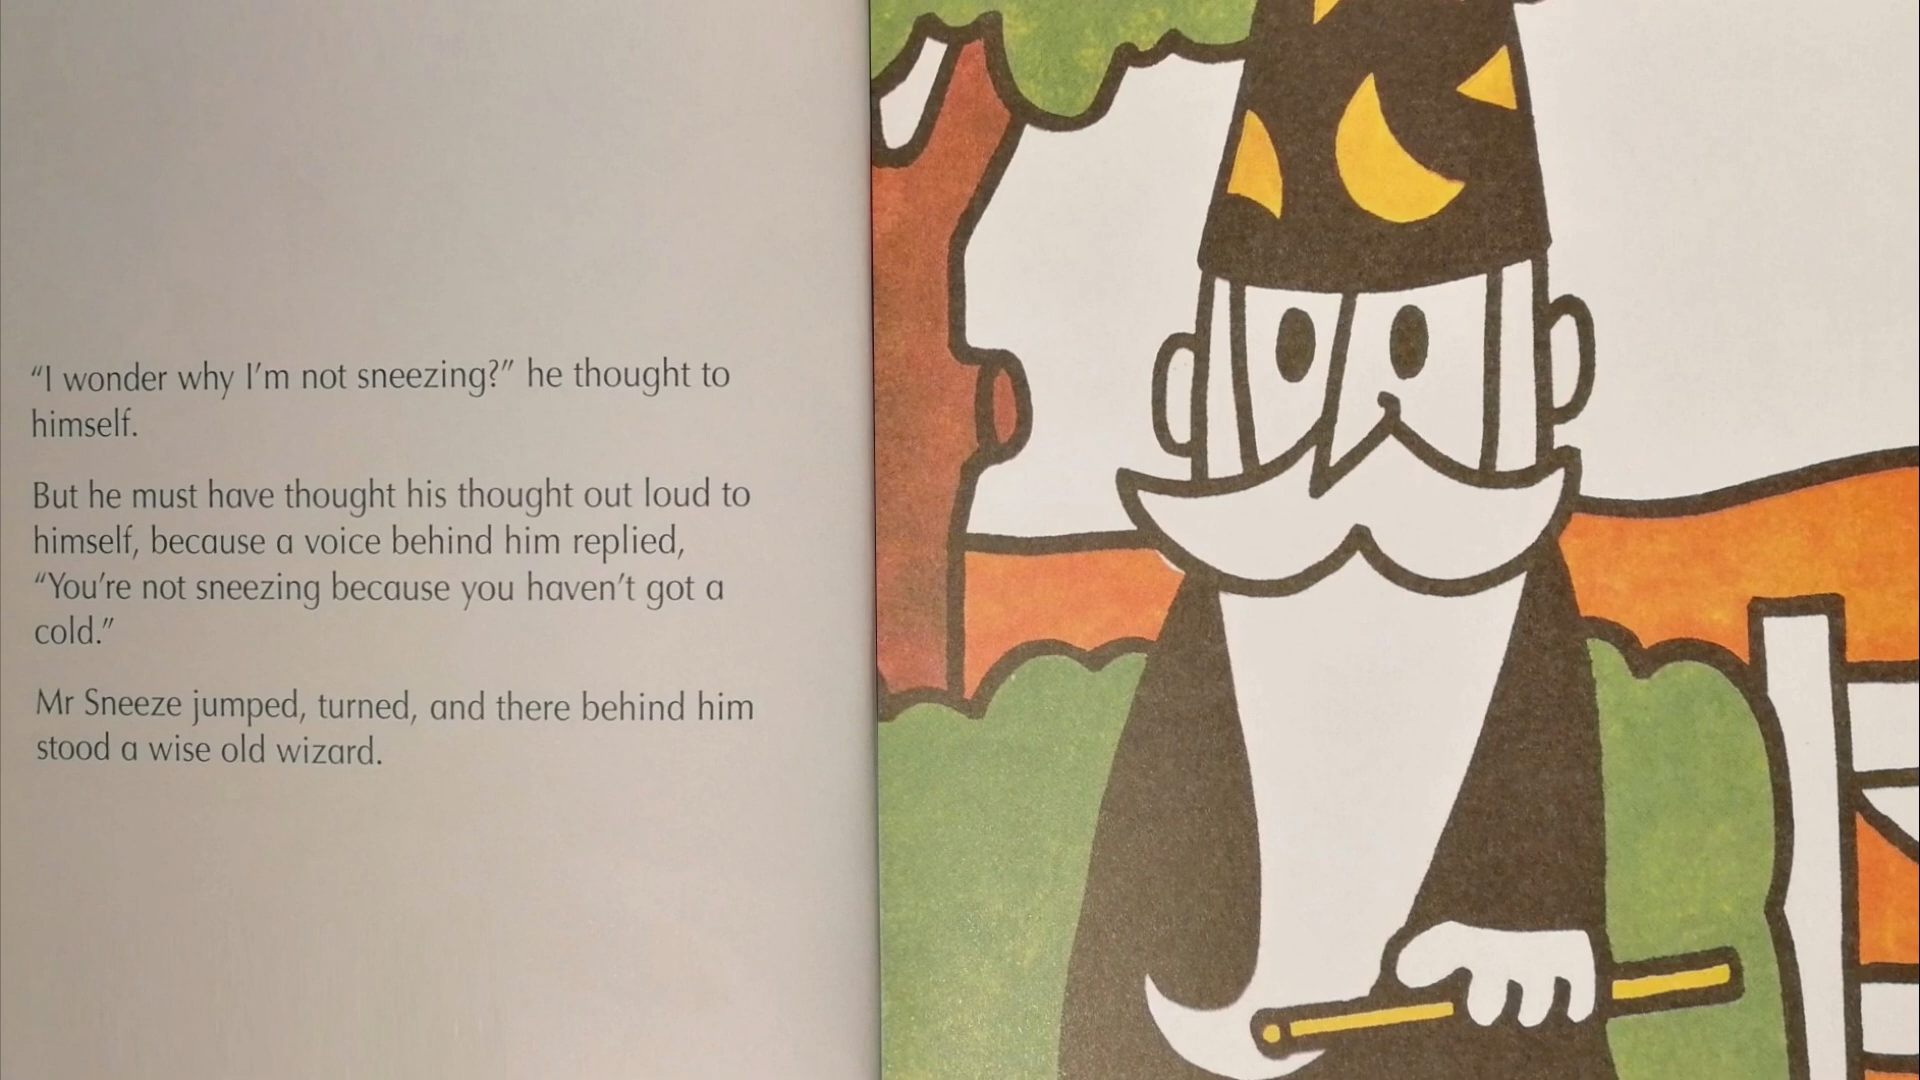 “I wonder why I’m not sneezing?” he thought to
himself.
But he must have thought his thought out loud to
himself, because a voice behind him replied,
“You’re not sneezing because you haven’t got a
cold.”
Mr Sneeze jumped, turned, and there behind him
stood a wise old wizard.